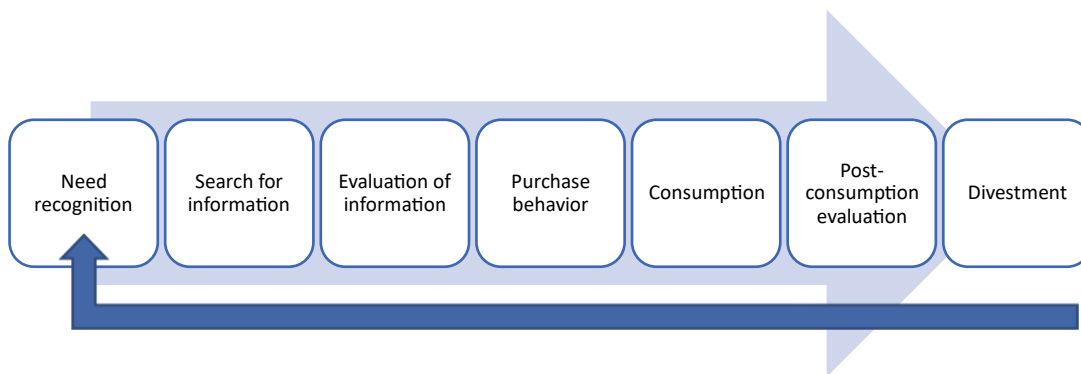 Need
recognition
Search for
information
Evaluation of
information
Purchase
behavior
Consumption
Post-
consumption
evaluation
Divestment